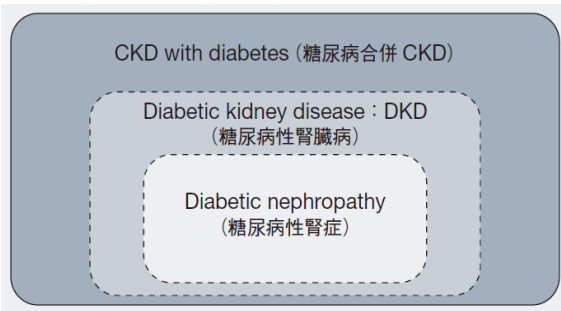 CKD with diabetes（糖尿病合併 CKD）
Diabetic kidney disease：DKD
（糖尿病性腎臓病）
Diabetic nephropathy
（糖尿病性腎症）